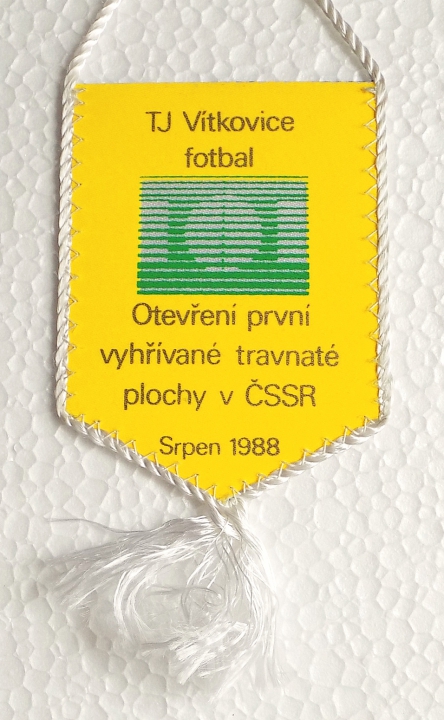 TJ Vítkovice
fotbal
Otevření první
vyhřívané travnaté
plochy v ČSSR
Srpen 1988